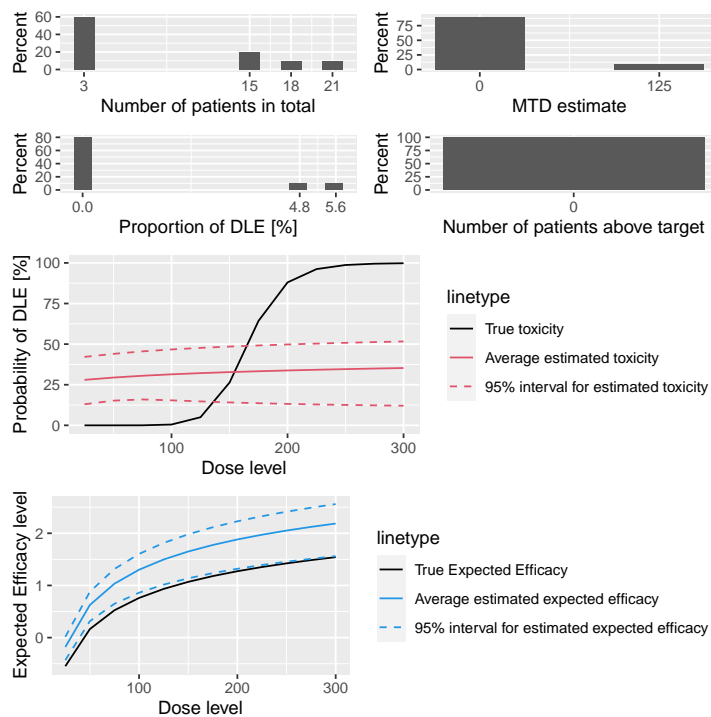 Percent
60
40
20
0
3
15
18
21
Number of patients in total
Percent
75
50
25
0
0
125
MTD estimate
Percent
80
60
40
20
0
0.0
4.8
5.6
Proportion of DLE [%]
Percent
100
75
50
25
0
0
Number of patients above target
Probability of DLE [%]
100
75
50
25
0
100
200
300
Dose level
linetype
True toxicity
Average estimated toxicity
95% interval for estimated toxicity
Expected Efficacy level
2
1
0
100
200
300
Dose level
linetype
True Expected Efficacy
Average estimated expected efficacy
95% interval for estimated expected efficacy